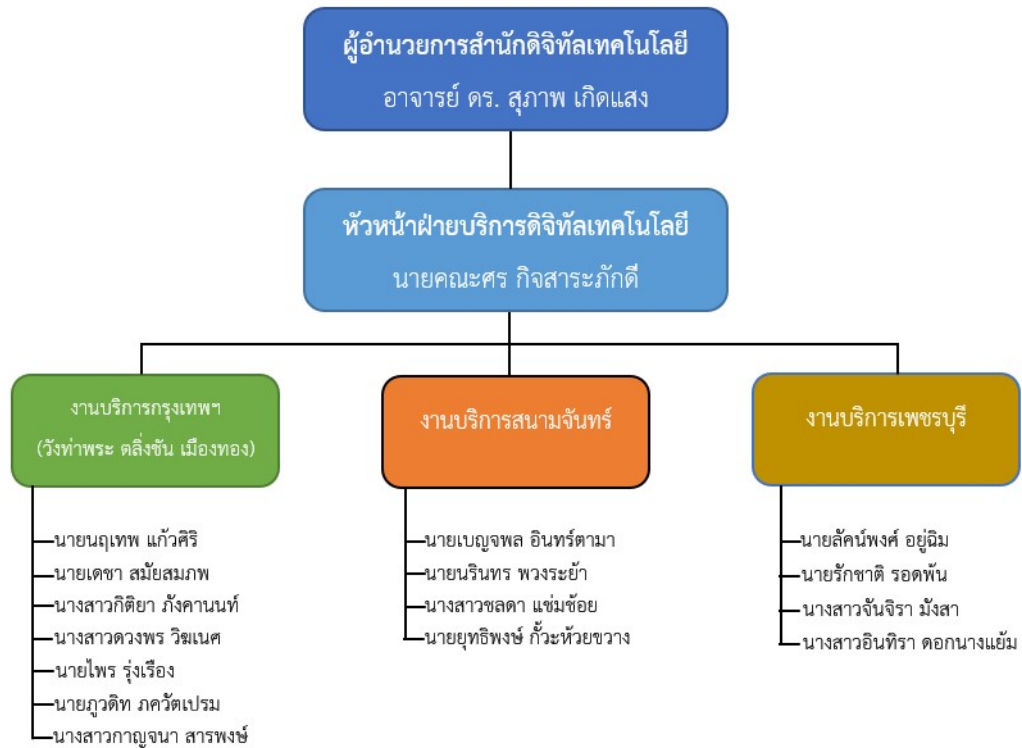 ผู้อำนวยการสำนักดิจิทัลเทคโนโลยี
อาจารย์ ดร. สุภาพ เกิดแสง
หัวหน้าฝ่ายบริการดิจิทัลเทคโนโลยี
นายคณะศร กิจสาระภักดี
งานบริการกรุงเทพฯ
(วังท่าพระ ตลิ่งชัน เมืองทอง)
นายนฤเทพ แก้วศิริ
นายเดชา สมัยสมภพ
นางสาวกิติยา ภังคานนท์
นางสาวดวงพร วิฆเนศ
นายไพร รุ่งเรือง
นายภูวดิท ภควัตเปรม
นางสาวกาญจนา สารพงษ์
งานบริการสนามจันทร์
นายเบญจพล อินทร์ตามา
นายนรินทร พวงระย้า
นางสาวชลดา แช่มช้อย
นายยุทธิพงษ์ กั้วะห้วยขวาง
งานบริการเพชรบุรี
นายลัคน์พงศ์ อยู่ฉิม
นายรักชาติ รอดพ้น
นางสาวจันจิรา มังสา
นางสาวอินทิรา ดอกนางแย้ม